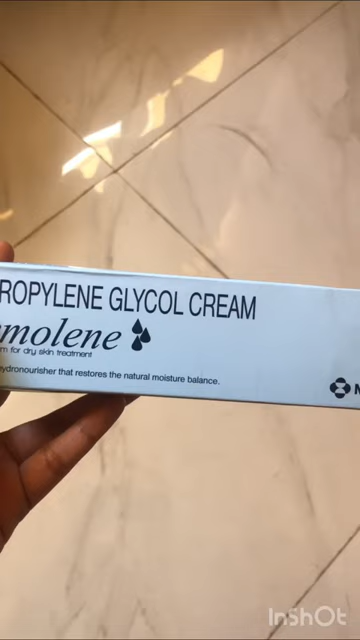 ROPYLENE GLYCOL CREAM
molene
m for dry skin treatment
ydronourisher that restores the natural moisture balance.
InShOt